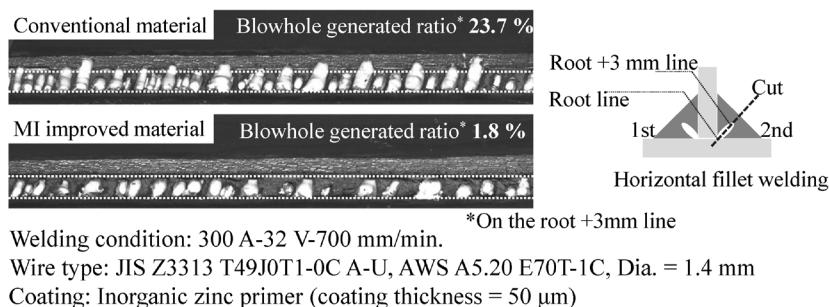 Conventional material
Blowhole generated ratio* 23.7 %
MI improved material
Blowhole generated ratio* 1.8 %
Root +3 mm line
Root line
Cut
1st
2nd
Horizontal fillet welding
*On the root +3mm line
Welding condition: 300 A-32 V-700 mm/min.
Wire type: JIS Z3313 T49J0T1-0C A-U, AWS A5.20 E70T-1C, Dia. = 1.4 mm
Coating: Inorganic zinc primer (coating thickness = 50 μm)